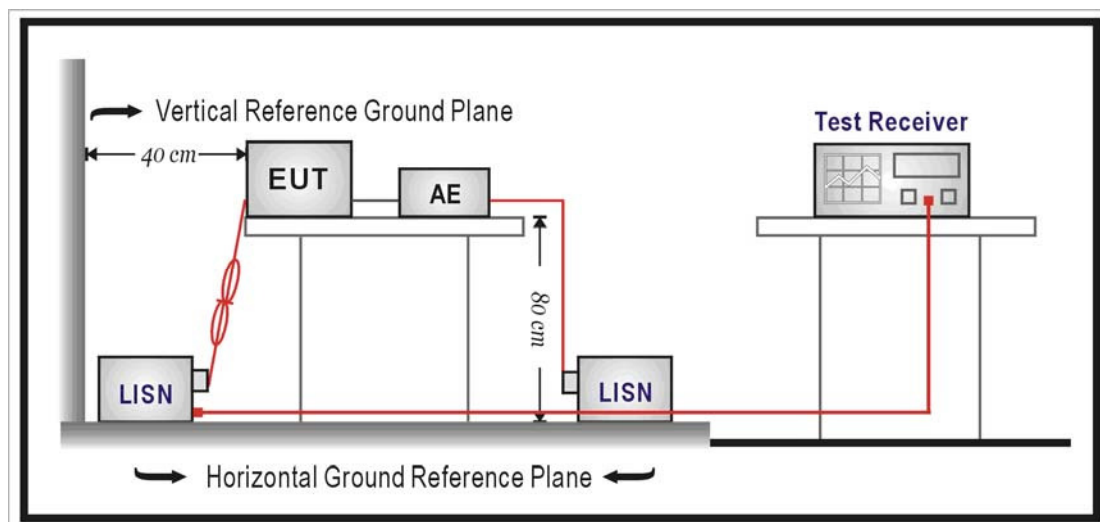 Vertical Reference Ground Plane
Test Receiver
40 cm
EUT
AE
80 cm
LISN
LISN
Horizontal Ground Reference Plane